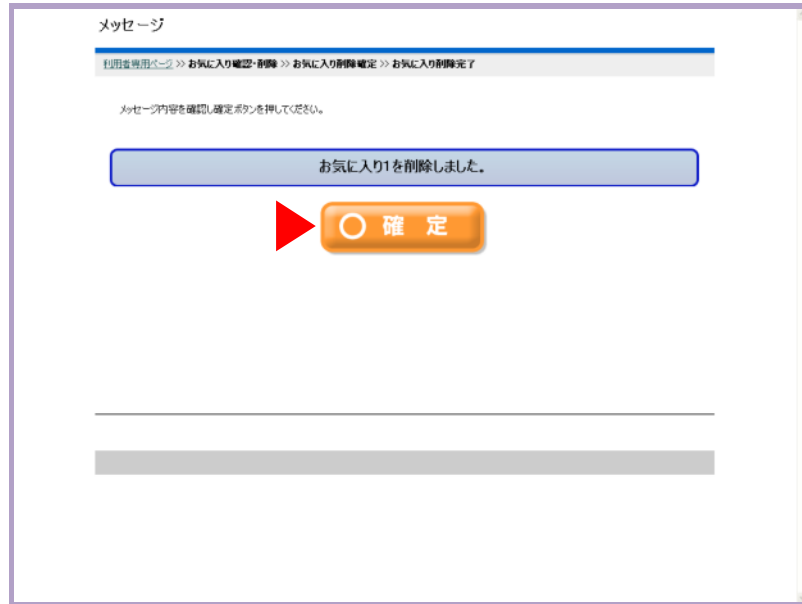 メッセージ
利用者専用ページ >> お気に入り確認・削除 >> お気に入り削除確定 >> お気に入り削除完了
メッセージ内容を確認し確定ボタンを押してください。
お気に入り1を削除しました。
○ 確 定